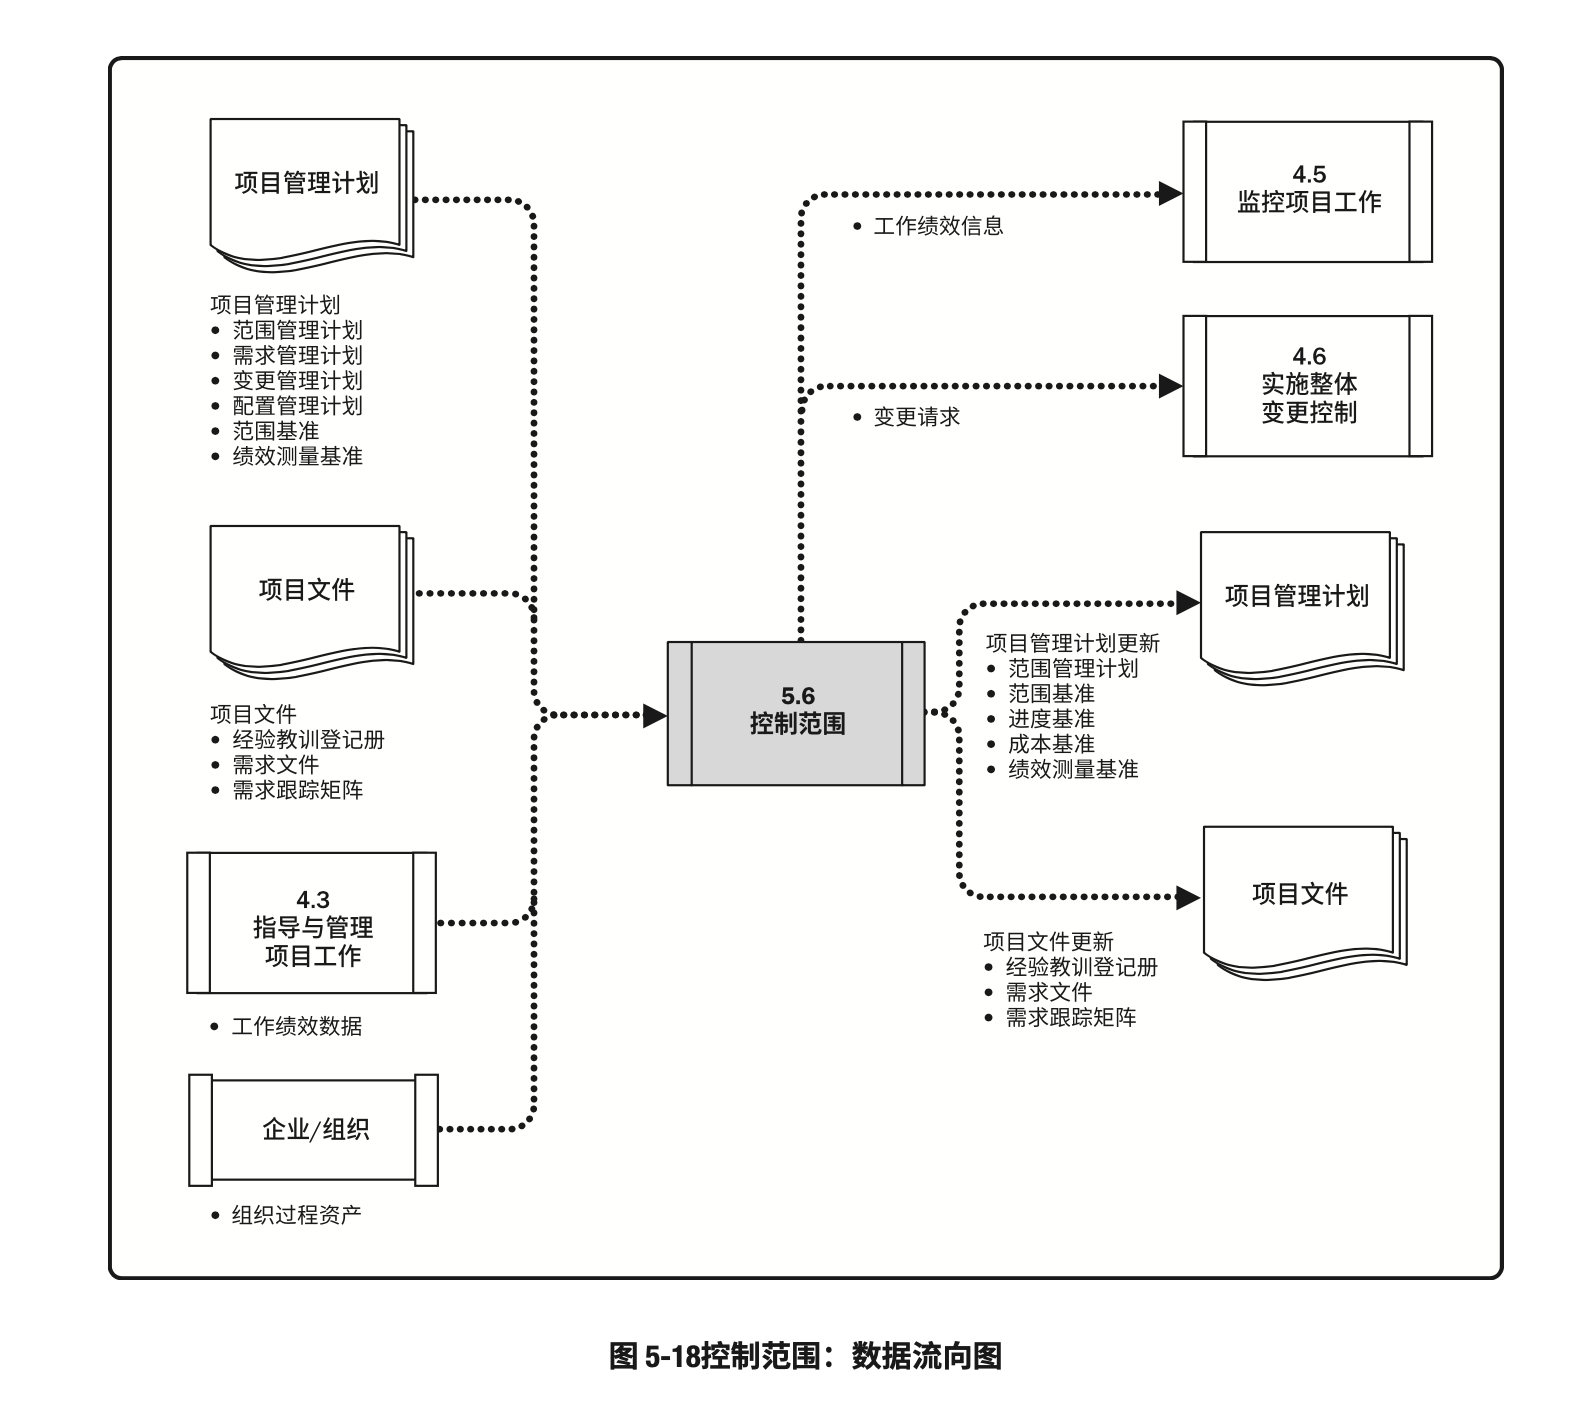 项目管理计划
项目管理计划
● 范围管理计划
● 需求管理计划
● 变更管理计划
● 配置管理计划
● 范围基准
● 绩效测量基准
项目文件
项目文件
● 经验教训登记册
● 需求文件
● 需求跟踪矩阵
4.3
指导与管理
项目工作
● 工作绩效数据
企业/组织
● 组织过程资产
5.6
控制范围
● 工作绩效信息
4.5
监控项目工作
● 变更请求
4.6
实施整体
变更控制
项目管理计划
项目管理计划更新
● 范围管理计划
● 范围基准
● 进度基准
● 成本基准
● 绩效测量基准
项目文件
项目文件更新
● 经验教训登记册
● 需求文件
● 需求跟踪矩阵
图 5-18控制范围：数据流向图